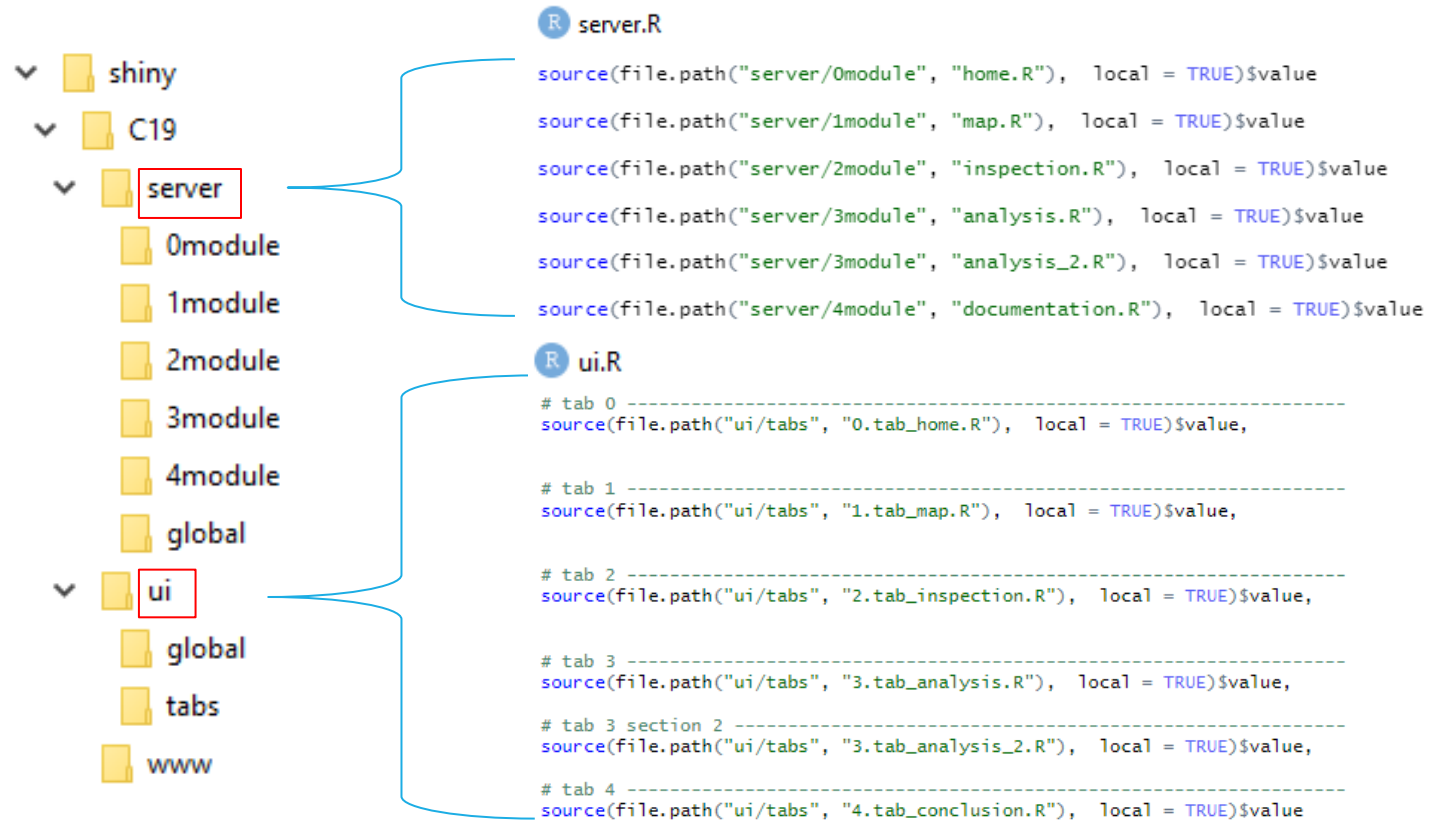 shiny
C19
server
0module
1module
2module
3module
4module
global
ui
global
tabs
www
R server.R
source(file.path("server/0module", "home.R"),  local = TRUE)$value
source(file.path("server/1module", "map.R"),  local = TRUE)$value
source(file.path("server/2module", "inspection.R"),  local = TRUE)$value
source(file.path("server/3module", "analysis.R"),  local = TRUE)$value
source(file.path("server/3module", "analysis_2.R"),  local = TRUE)$value
source(file.path("server/4module", "documentation.R"),  local = TRUE)$value
R ui.R
# tab 0 -------------------------------------------------------------------
source(file.path("ui/tabs", "0.tab_home.R"),  local = TRUE)$value,
# tab 1 -------------------------------------------------------------------
source(file.path("ui/tabs", "1.tab_map.R"),  local = TRUE)$value,
# tab 2 -------------------------------------------------------------------
source(file.path("ui/tabs", "2.tab_inspection.R"),  local = TRUE)$value,
# tab 3 -------------------------------------------------------------------
source(file.path("ui/tabs", "3.tab_analysis.R"),  local = TRUE)$value,
# tab 3 section 2 ---------------------------------------------------------
source(file.path("ui/tabs", "3.tab_analysis_2.R"),  local = TRUE)$value,
# tab 4 -------------------------------------------------------------------
source(file.path("ui/tabs", "4.tab_conclusion.R"),  local = TRUE)$value